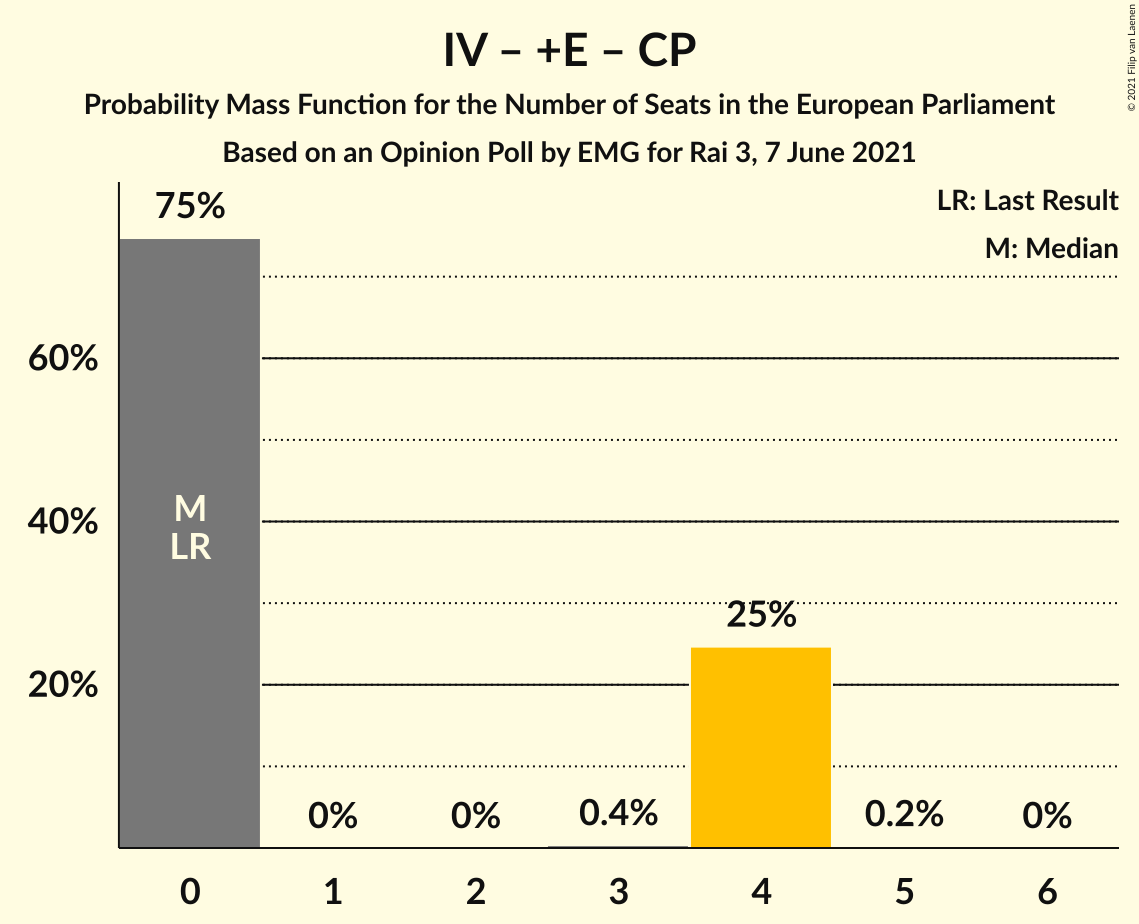 IV – +E – CP
Probability Mass Function for the Number of Seats in the European Parliament
Based on an Opinion Poll by EMG for Rai 3, 7 June 2021
© 2021 Filip van Laenen
LR: Last Result
M: Median
75%
60%
40%
20%
M
LR
0%
0%
0.4%
25%
0.2%
0%
0 1 2 3 4 5 6